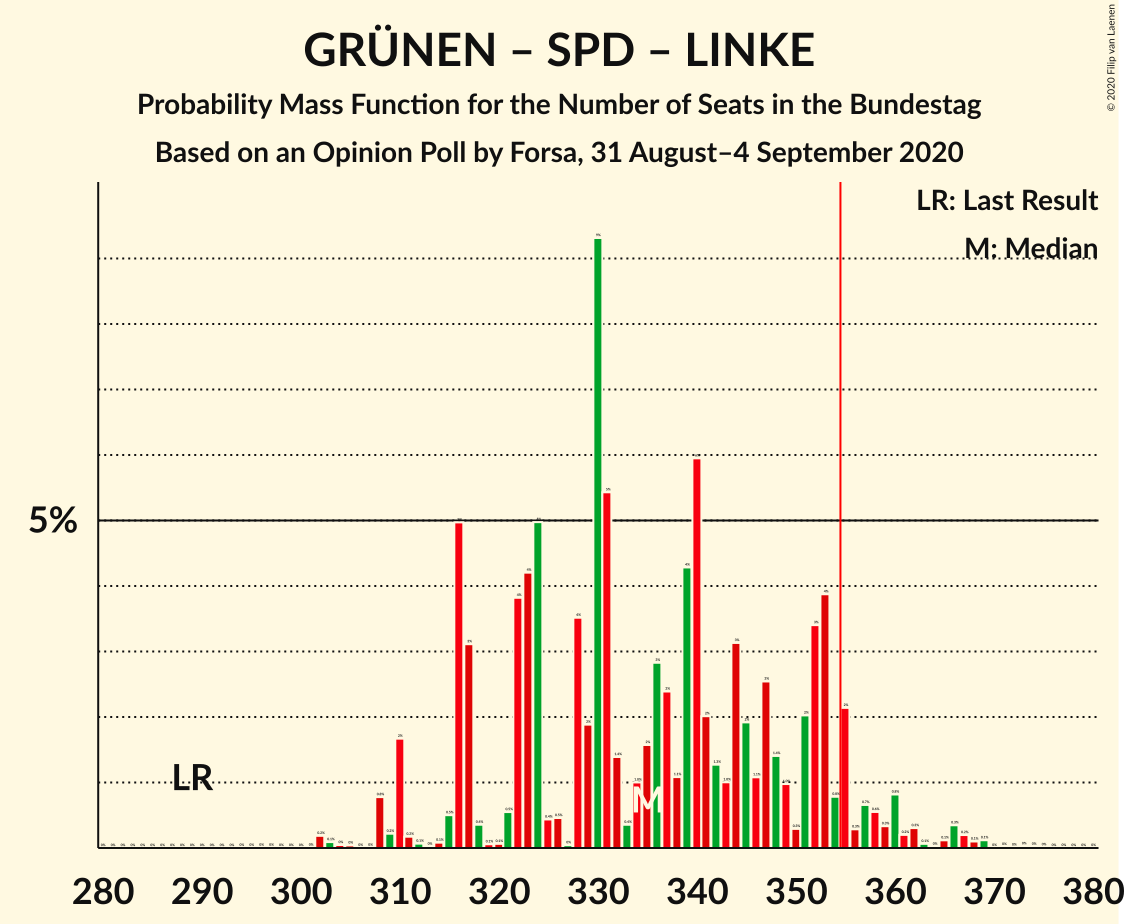 GRÜNEN – SPD – LINKE
Probability Mass Function for the Number of Seats in the Bundestag
Based on an Opinion Poll by Forsa, 31 August–4 September 2020
© 2020 Filip van Laenen
LR: Last Result
M: Median
5%
LR
M
280 290 300 310 320 330 340 350 360 370 380